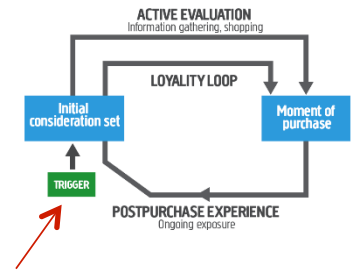 ACTIVE EVALUATION
Information gathering, shopping
LOYALITY LOOP
Initial
consideration set
Moment of
purchase
TRIGGER
POSTPURCHASE EXPERIENCE
Ongoing exposure